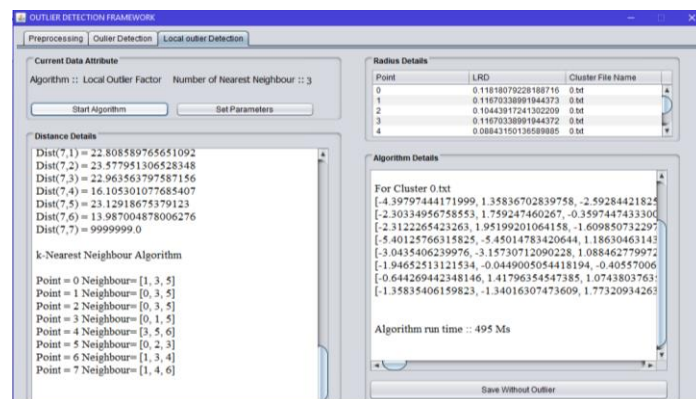 OUTLIER DETECTION FRAMEWORK
Preprocessing Oulier Detection Local outier Detection
Current Data Attribute
Algorithm :: Local Outlier Factor Number of Nearest Neighbour :: 3
Start Algorithm Set Parameters
Distance Details
Dist(7,1) = 22.808589765651092
Dist(7,2) = 23.577951306528348
Dist(7,3) = 22.963563797587156
Dist(7,4) = 16.105301077685407
Dist(7,5) = 23.12918675379123
Dist(7,6) = 13.987004878006276
Dist(7,7) = 9999999.0
k-Nearest Neighbour Algorithm
Point = 0 Neighbour= [1, 3, 5]
Point = 1 Neighbour= [0, 3, 5]
Point = 2 Neighbour= [0, 3, 5]
Point = 3 Neighbour= [0, 1, 5]
Point = 4 Neighbour= [3, 5, 6]
Point = 5 Neighbour= [0, 2, 3]
Point = 6 Neighbour= [1, 3, 4]
Point = 7 Neighbour= [1, 4, 6]
Radius Details
Point LRD Cluster File Name
0 0.11818079228188716 0.txt
1 0.11670338991944373 0.txt
2 0.10443917241302209 0.txt
3 0.11670338991944372 0.txt
4 0.08843150136589885 0.txt
Algorithm Details
For Cluster 0.txt
[-4.39797444171999, 1.35836702839758, -2.59284421825
[-2.30334956758553, 1.759247460267, -0.3597447433300
[-2.3122265423263, 1.95199201064158, -1.609850732297
[-5.40125766315825, -5.45014783420644, 1.18630463143
[-3.0435406239976, -3.15730712090228, 1.088462779972
[-1.94652513121534, -0.0449005054418194, -0.40557006
[-0.644269442348146, 1.41796354547385, 1.0743803763
[-1.35835406159823, -1.34016307473609, 1.77320934263
Algorithm run time :: 495 Ms
Save Without Outlier